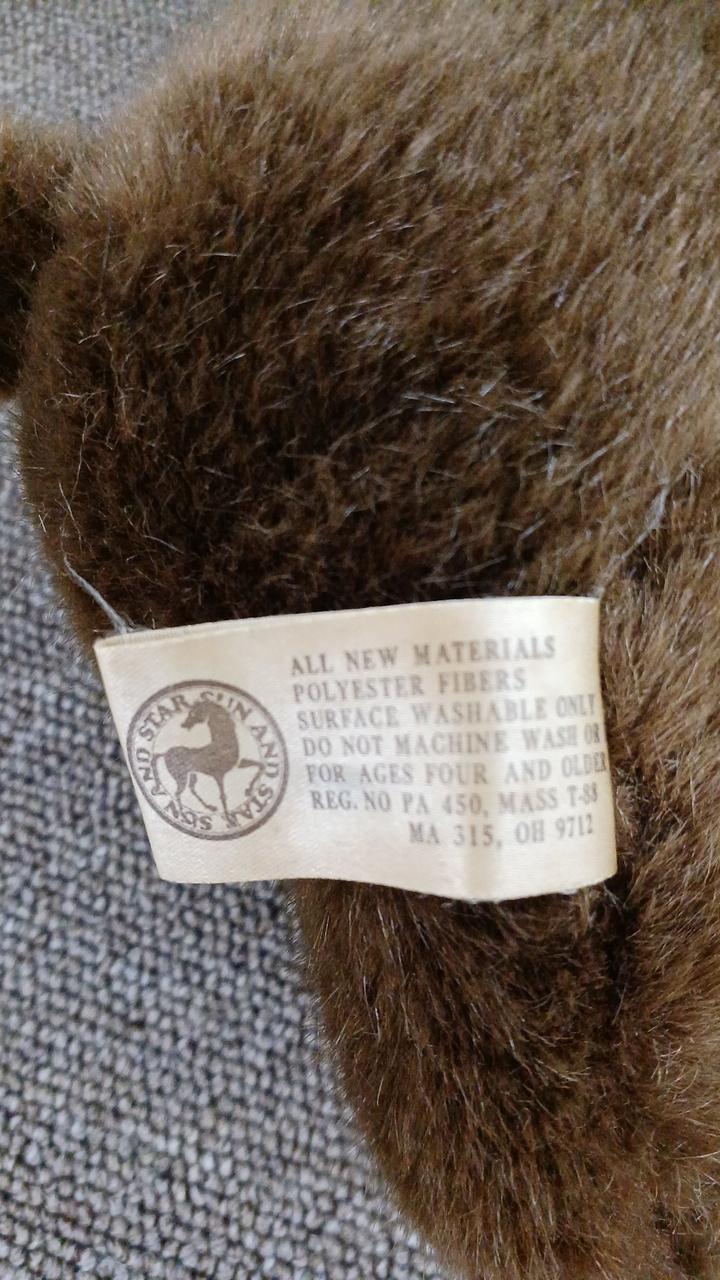 SUN AND STAR SUN AND STAR
ALL NEW MATERIALS
POLYESTER FIBERS
SURFACE WASHABLE ONLY
DO NOT MACHINE WASH OR
FOR AGES FOUR AND OLDER
REG. NO PA 450, MASS T-88
MA 315, OH 9712